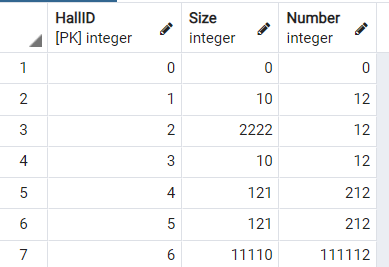 HallID Size Number
[PK] integer integer integer
1 0 0 0
2 1 10 12
3 2 2222 12
4 3 10 12
5 4 121 212
6 5 121 212
7 6 11110 111112